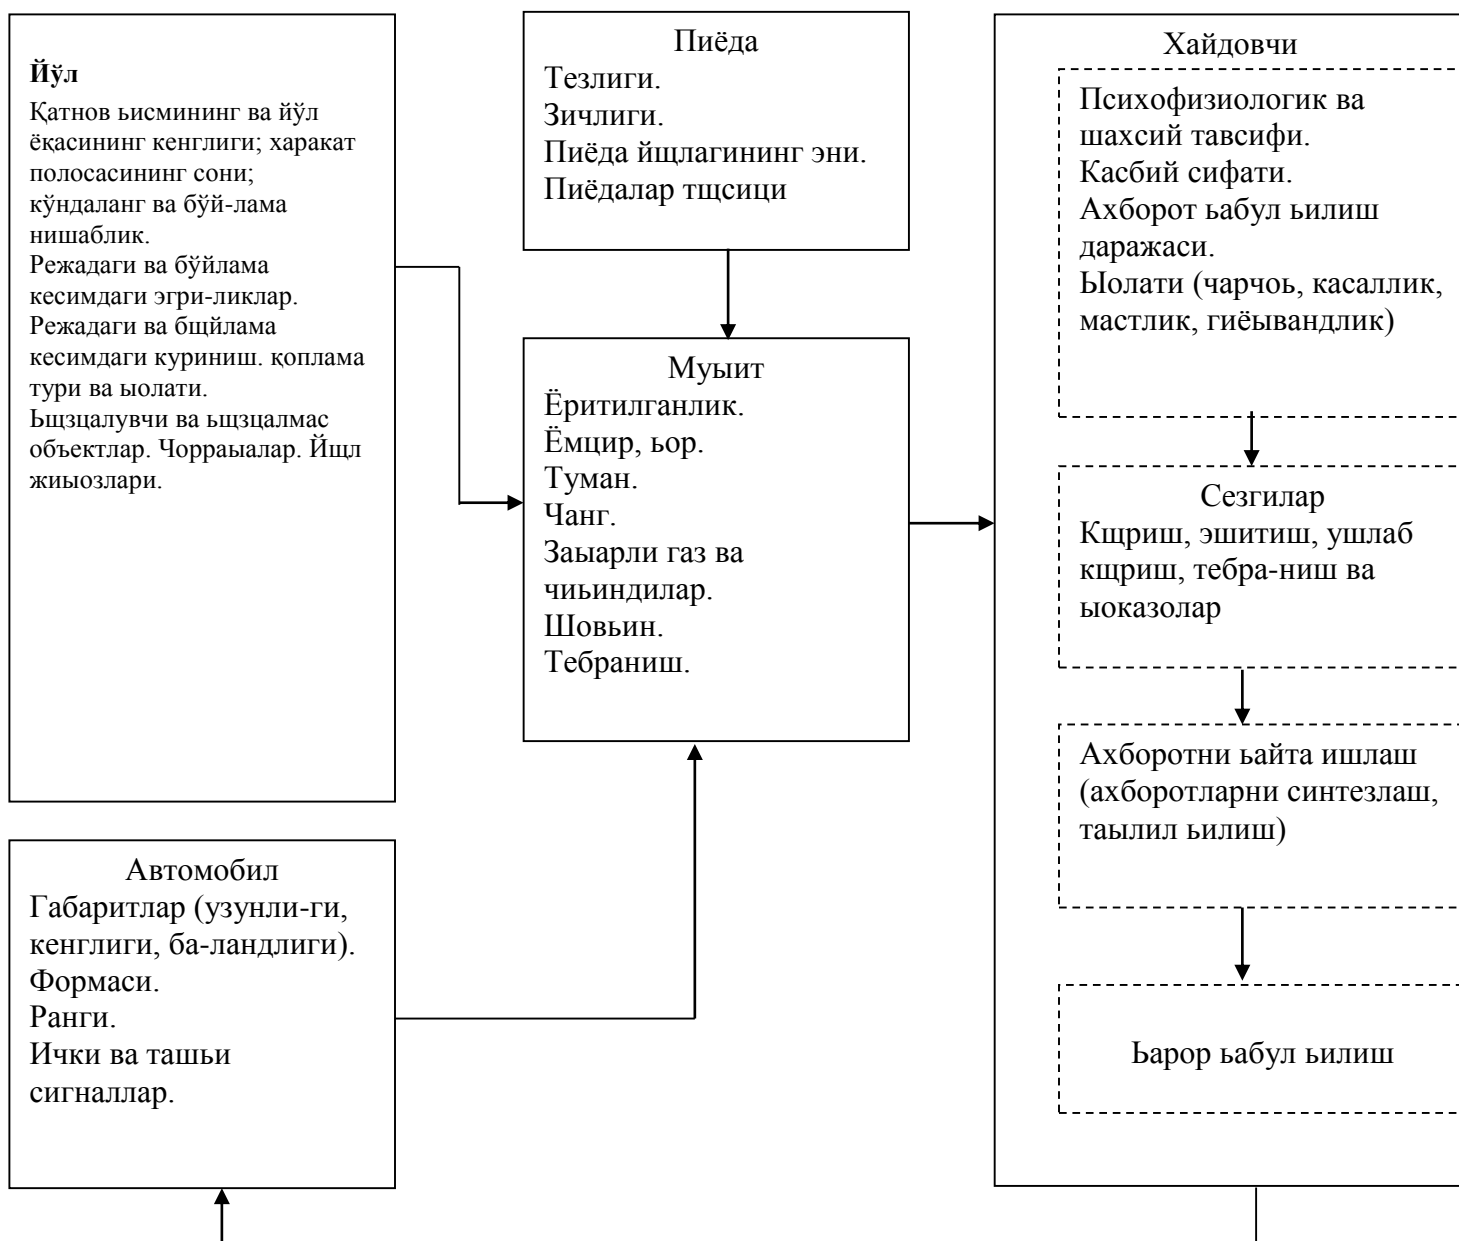 Йўл
Қатнов ьисмининг ва йўл
ёқасининг кенглиги; харакат
полосасининг сони;
кўндаланг ва бўй-лама
нишаблик.
Режадаги ва бўйлама
кесимдаги эгри-ликлар.
Режадаги ва бщйлама
кесимдаги куриниш. қоплама
тури ва ыолати.
Ьщзцалувчи ва ьщзцалмас
объектлар. Чорраыалар. Йщл
жиыозлари.
Пиёда
Тезлиги.
Зичлиги.
Пиёда йщлагининг эни.
Пиёдалар тщсици
Хайдовчи
Психофизиологик ва
шахсий тавсифи.
Касбий сифати.
Ахборот ьабул ьилиш
даражаси.
Ыолати (чарчоь, касаллик,
мастлик, гиёывандлик)
Муыит
Ёритилганлик.
Ёмцир, ьор.
Туман.
Чанг.
Заыарли газ ва
чиьиндилар.
Шовьин.
Тебраниш.
Сезгилар
Кщриш, эшитиш, ушлаб
кщриш, тебра-ниш ва
ыоказолар
Ахборотни ьайта ишлаш
(ахборотларни синтезлаш,
таылил ьилиш)
Автомобил
Габаритлар (узунли-ги,
кенглиги, ба-ландлиги).
Формаси.
Ранги.
Ички ва ташьи
сигналлар.
Ьарор ьабул ьилиш